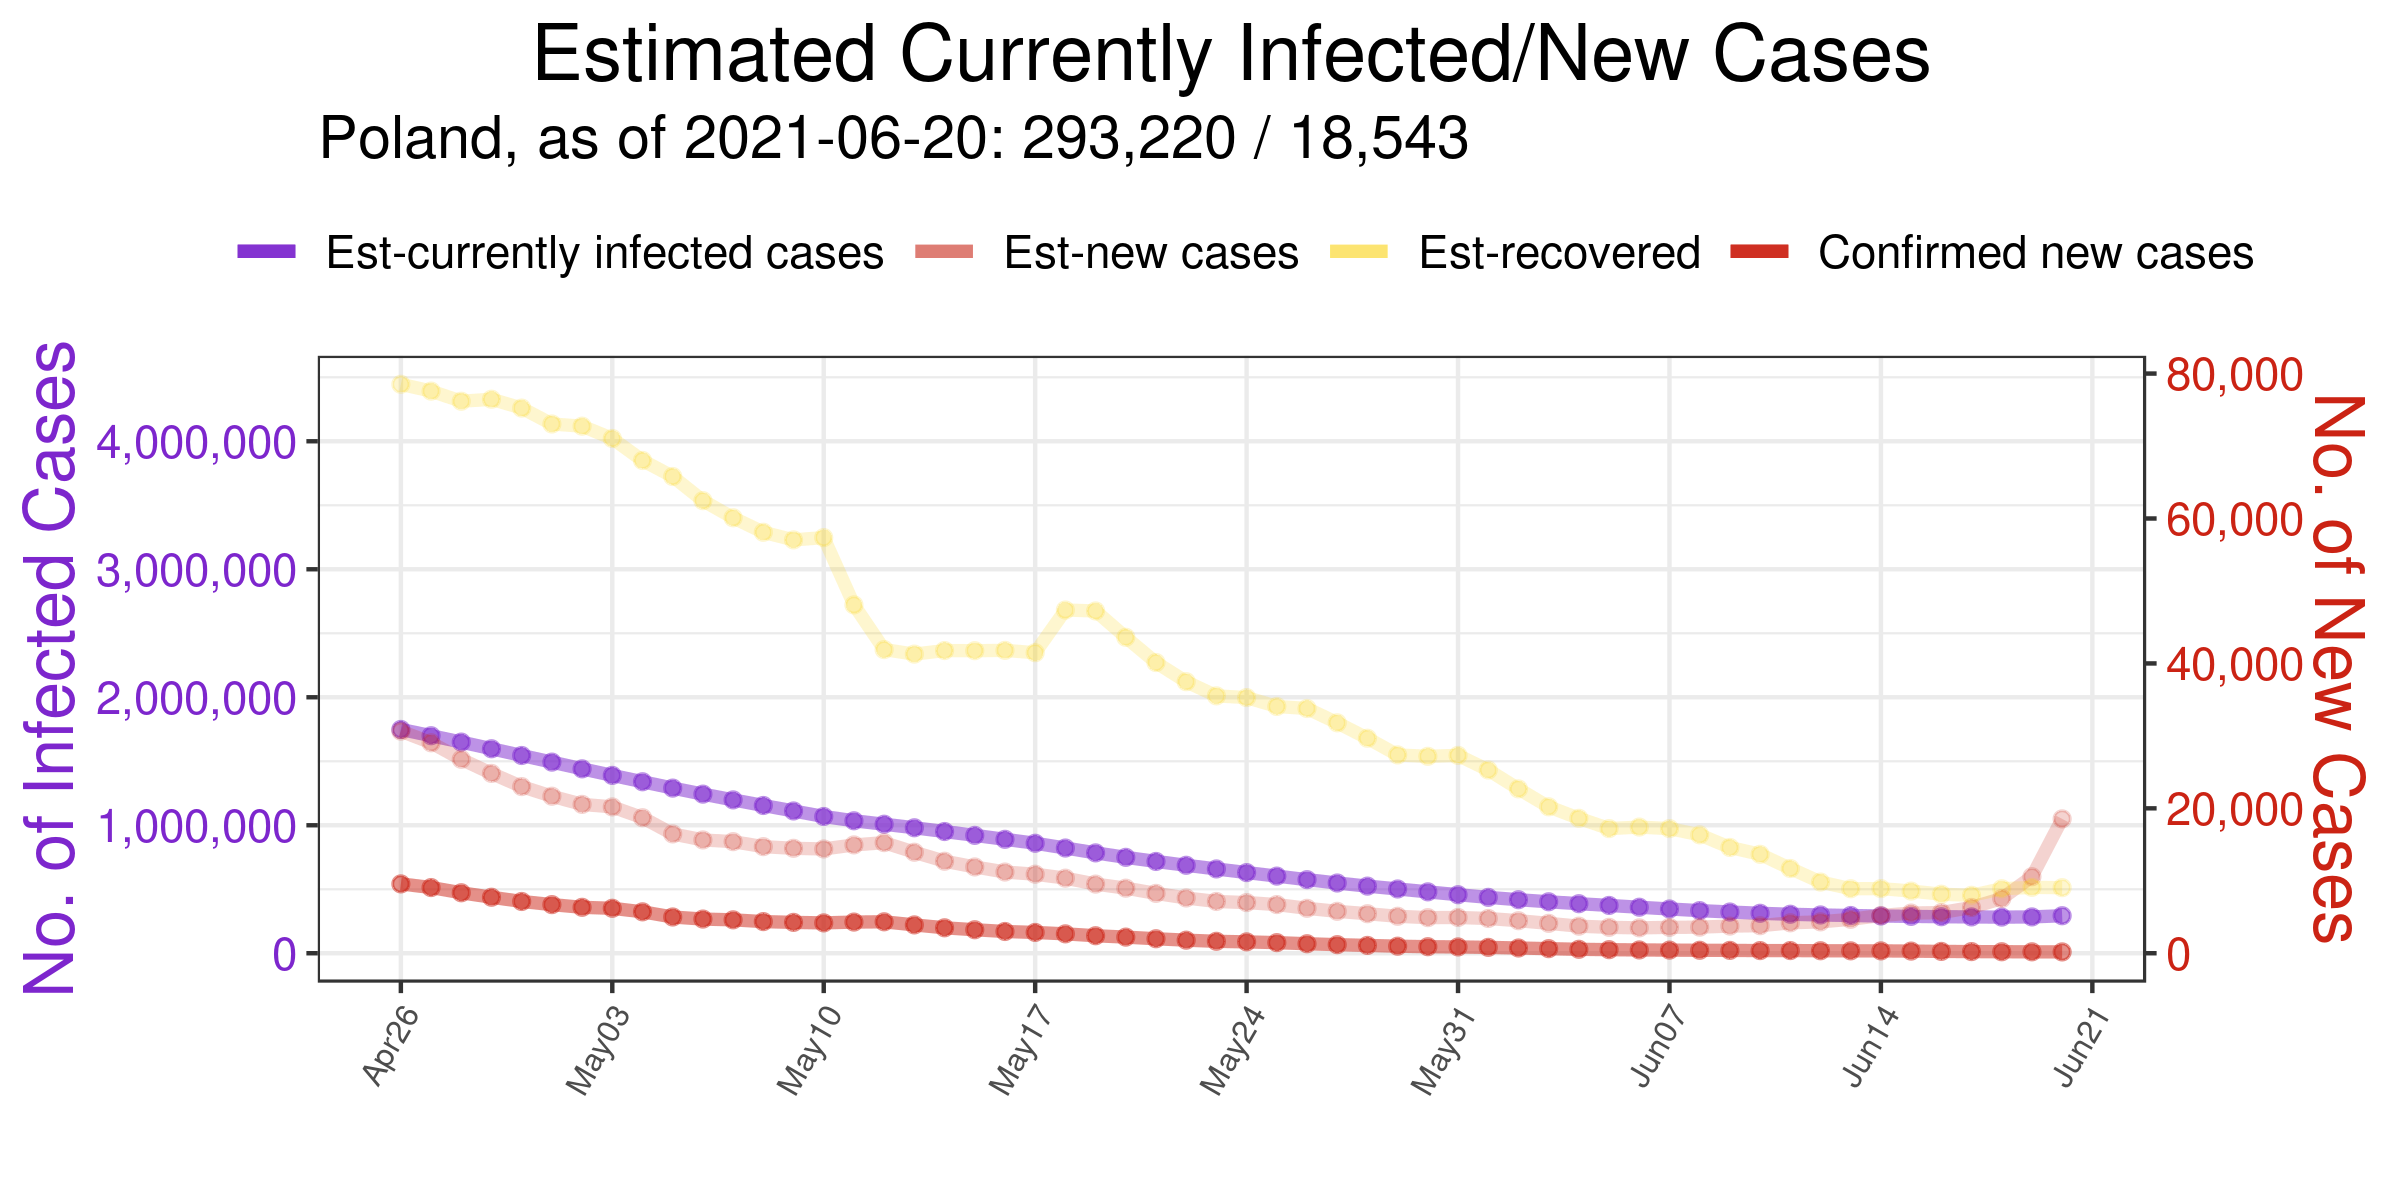 Estimated Currently Infected/New Cases
Poland, as of 2021-06-20: 293,220 / 18,543
Est-currently infected cases Est-new cases Est-recovered Confirmed new cases
No. of Infected Cases
4,000,000
3,000,000
2,000,000
1,000,000
0
80,000
60,000
40,000
20,000
0
No. of New Cases
Apr26 May03 May10 May17 May24 May31 Jun07 Jun14 Jun21